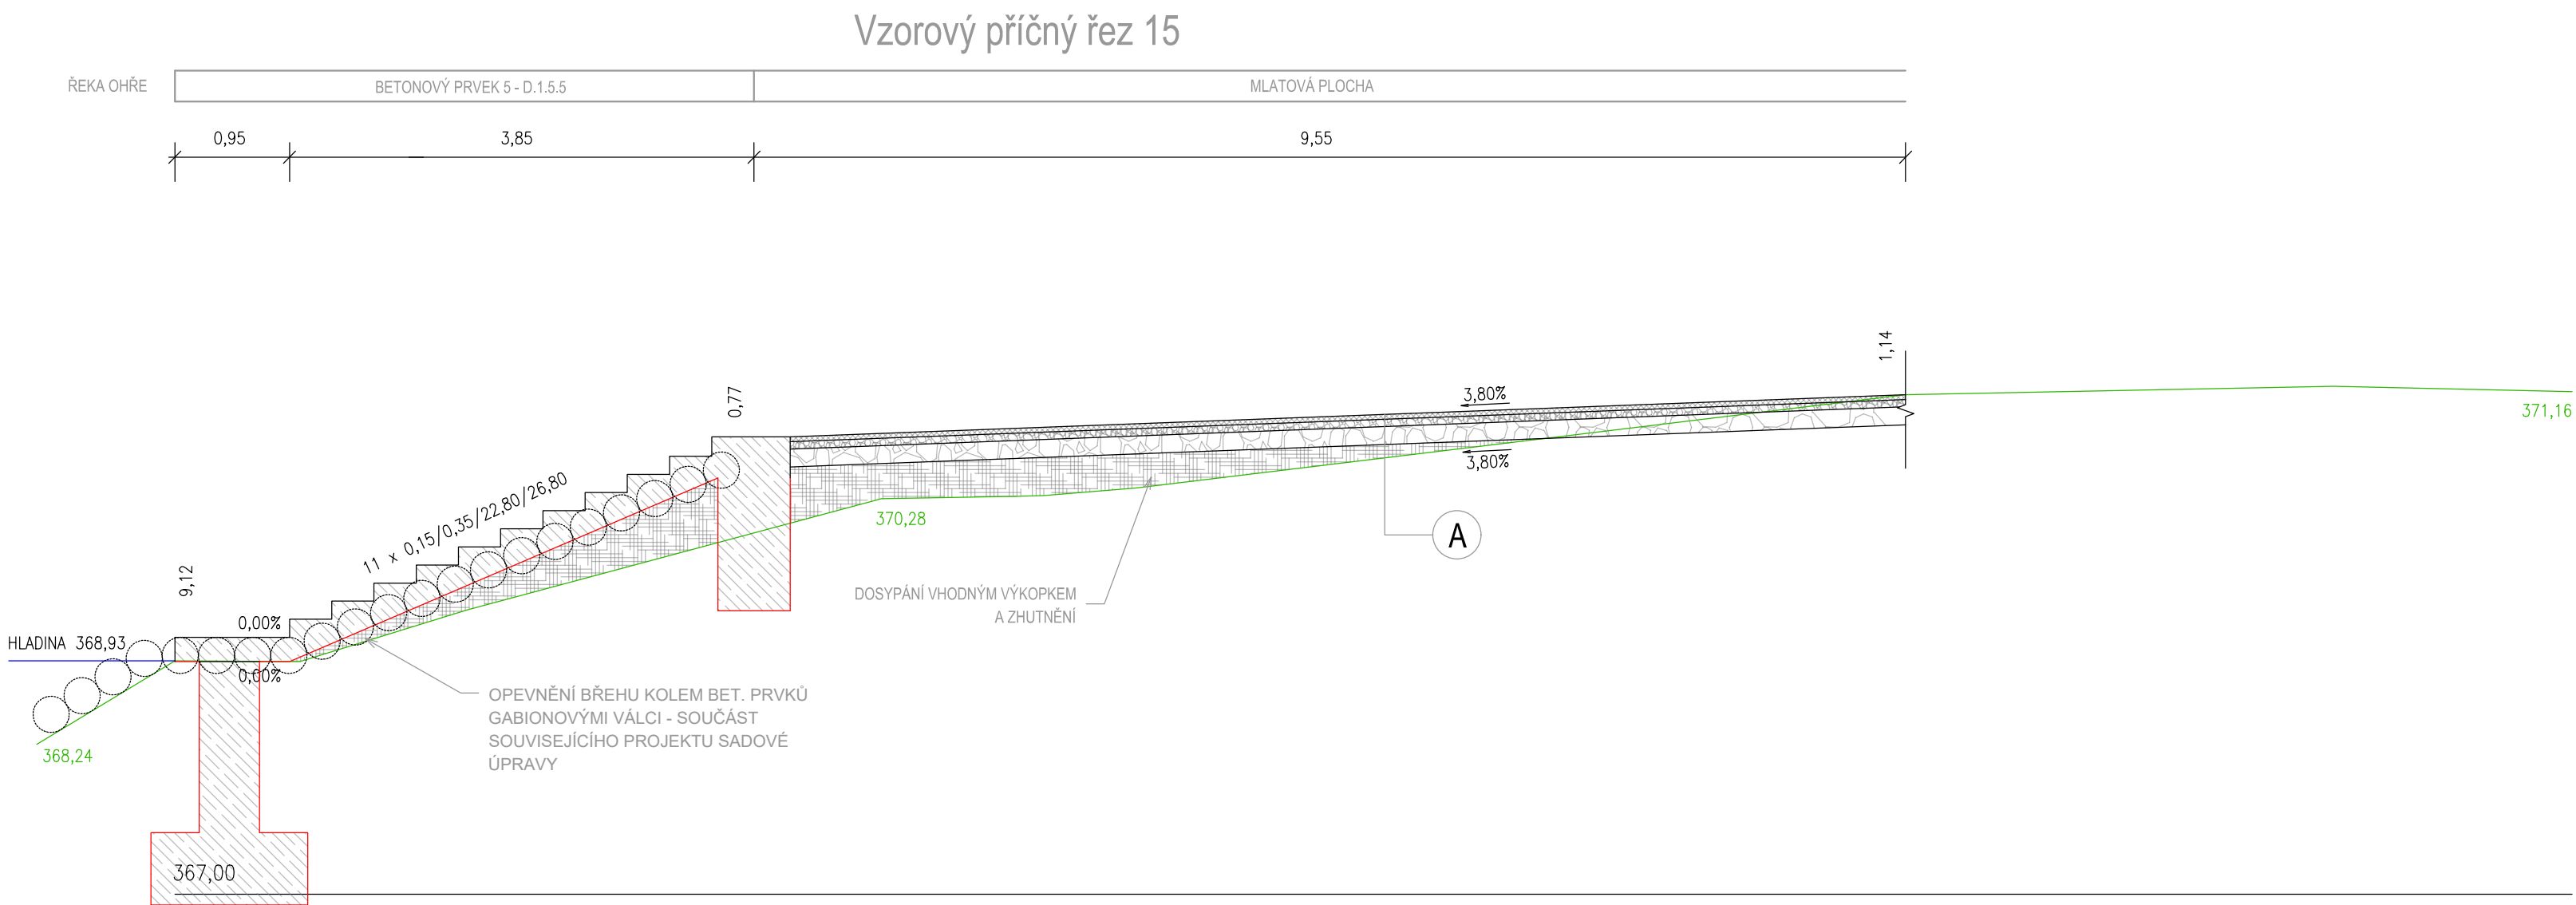 Vzorový příčný řez 15
ŘEKA OHŘE
BETONOVÝ PRVEK 5 - D.1.5.5
MLATOVÁ PLOCHA
0,95
3,85
9,55
1,14
3,80%
0,77
371,16
3,80%
11 x 0,15/0,35/22,80/26,80
370,28
A
9,12
DOSYPÁNÍ VHODNÝM VÝKOPKEM
A ZHUTNĚNÍ
0,00%
HLADINA 368,93
0,00%
OPEVNĚNÍ BŘEHU KOLEM BET. PRVKŮ
GABIONOVÝMI VÁLCI - SOUČÁST
SOUVISEJÍCÍHO PROJEKTU SADOVÉ
ÚPRAVY
368,24
367,00